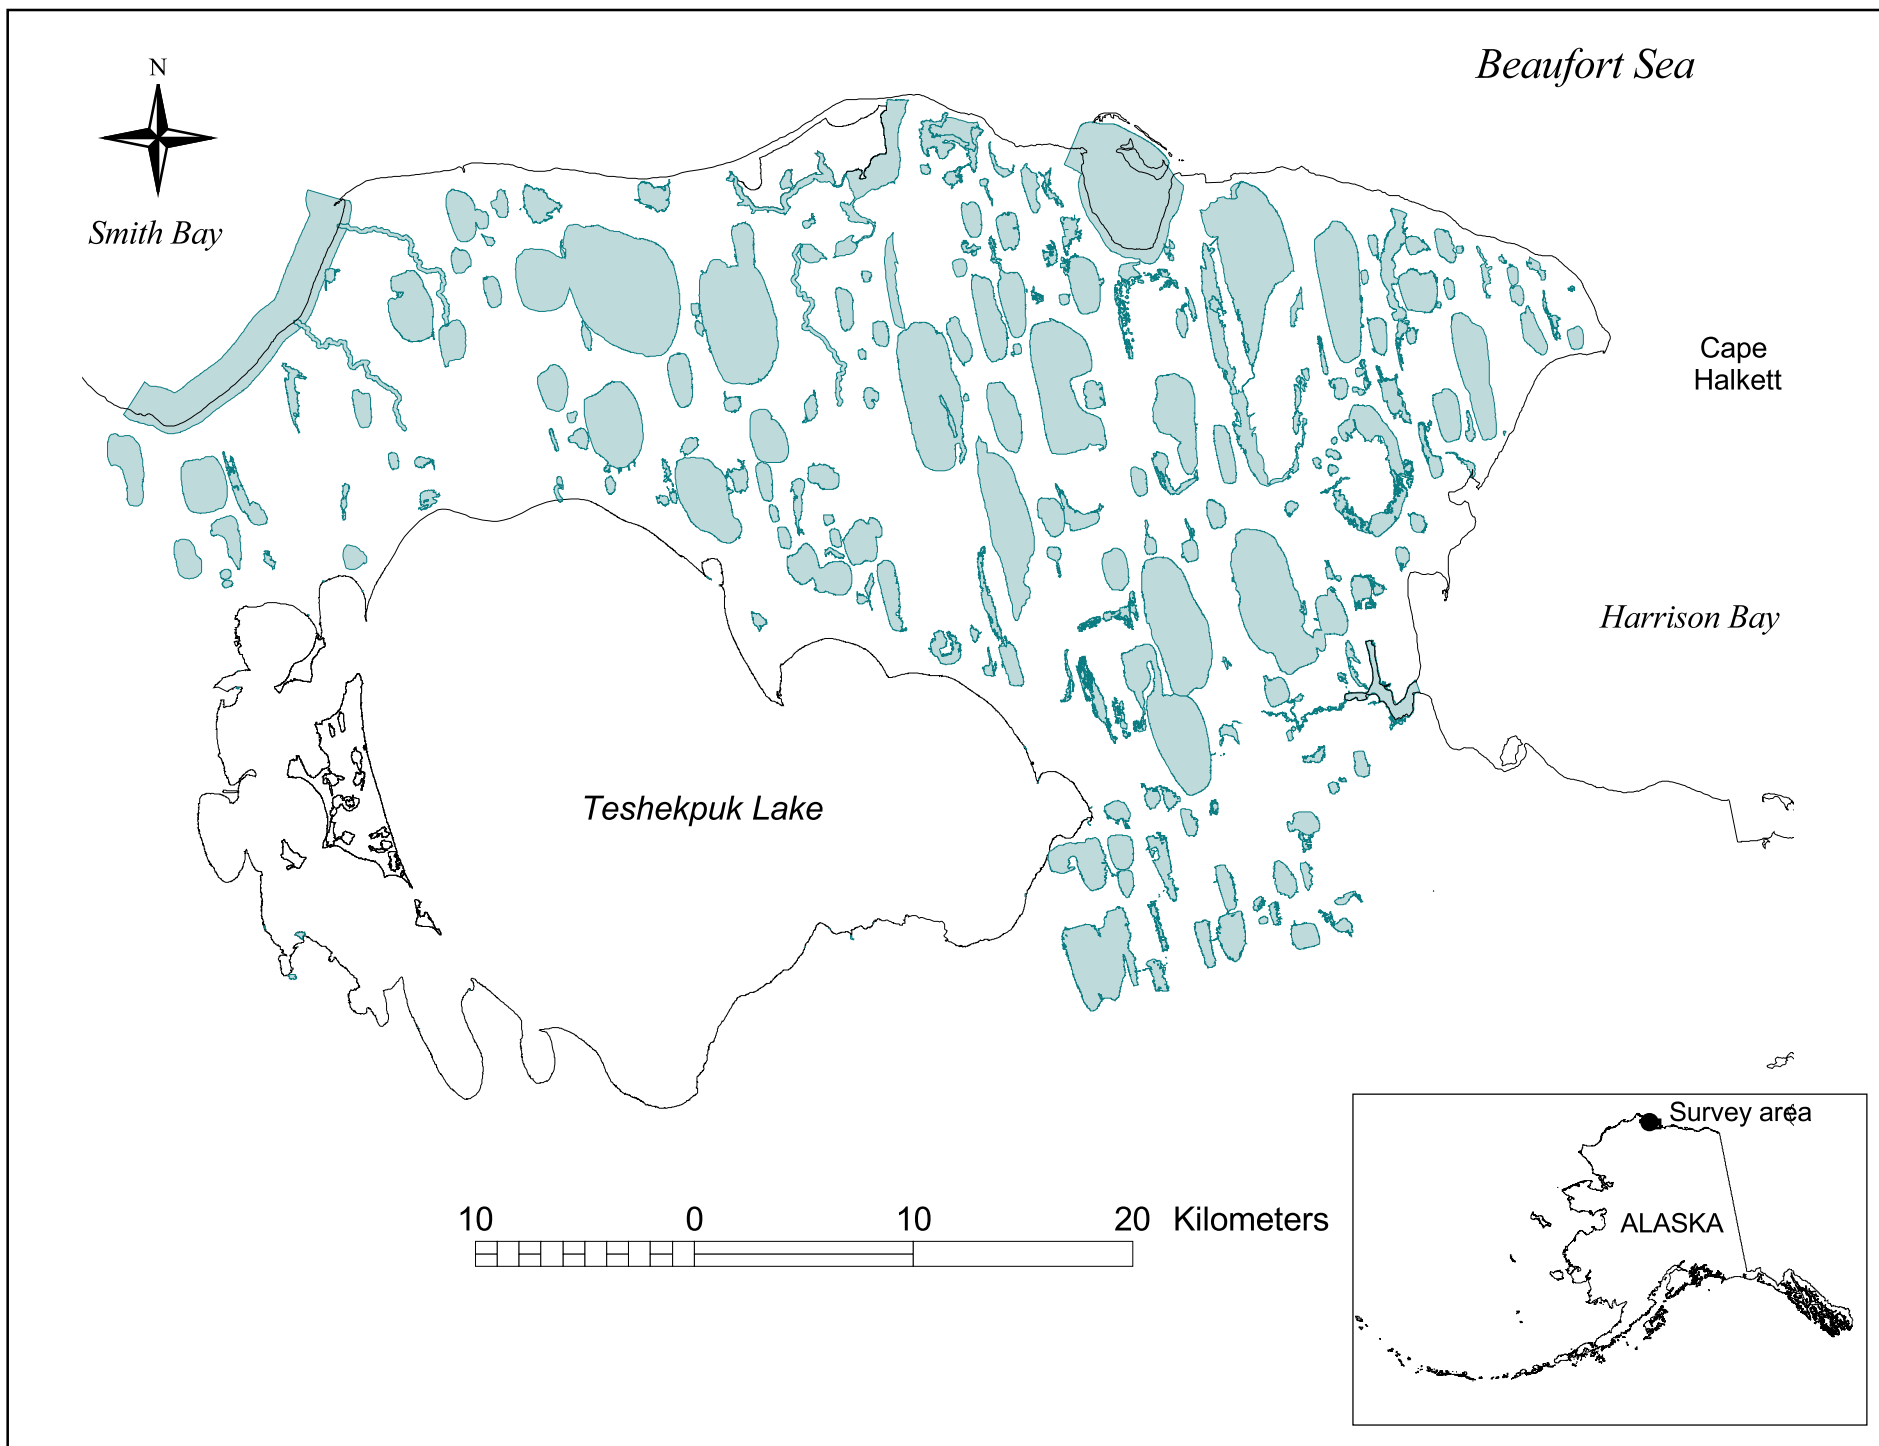 Beaufort Sea
N
Smith Bay
Cape
Halkett
Harrison Bay
Teshekpuk Lake
Survey area
10 0 10 20 Kilometers
ALASKA